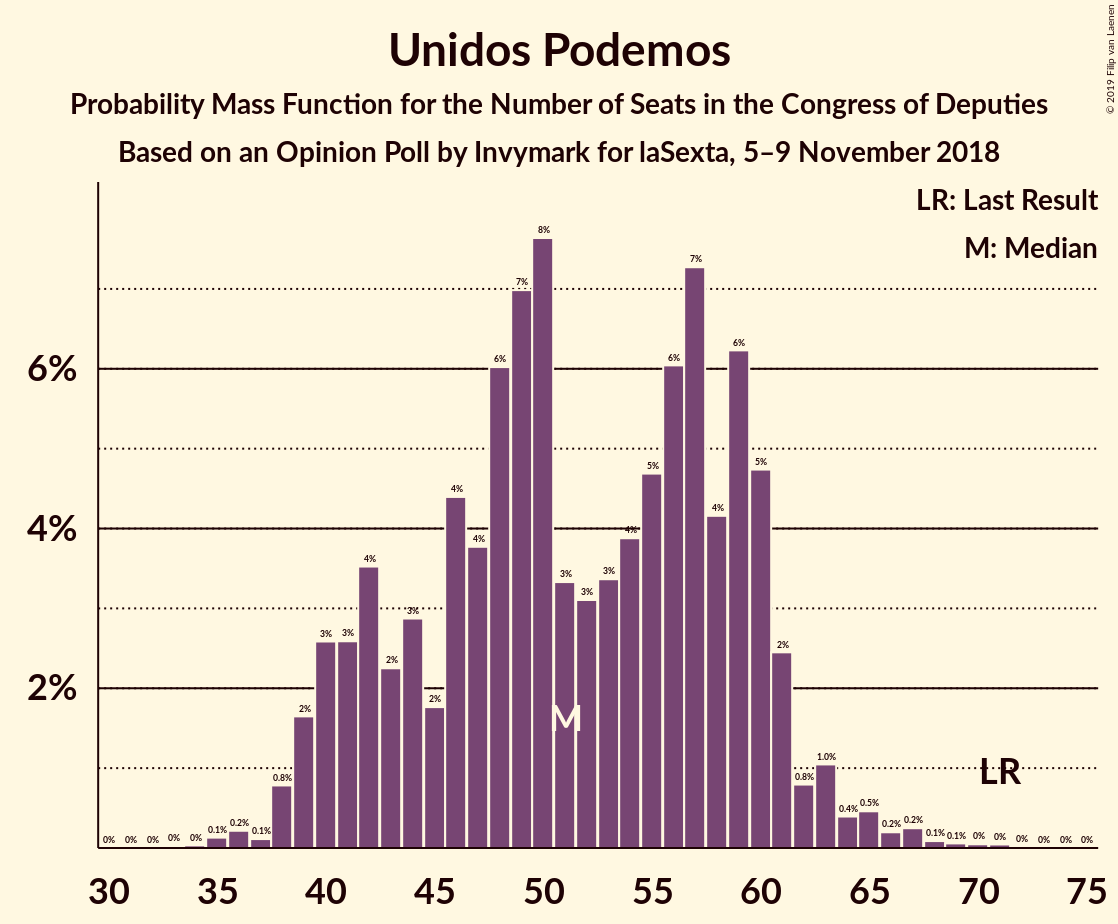 Unidos Podemos
Probability Mass Function for the Number of Seats in the Congress of Deputies
Based on an Opinion Poll by Invymark for laSexta, 5–9 November 2018
© 2019 Filip van Laenen
LR: Last Result
M: Median
6%
4%
2%
0% 0% 0% 0% 0% 0.1% 0.2% 0.1% 0.8% 2% 3% 3% 4% 2% 3% 2% 4% 4% 6% 7% 8% 3% 3% 3% 4% 5% 6% 7% 4% 6% 5% 2% 0.8% 1.0% 0.4% 0.5% 0.2% 0.2% 0.1% 0.1% 0% 0% 0% 0% 0% 0%
M
LR
30 35 40 45 50 55 60 65 70 75